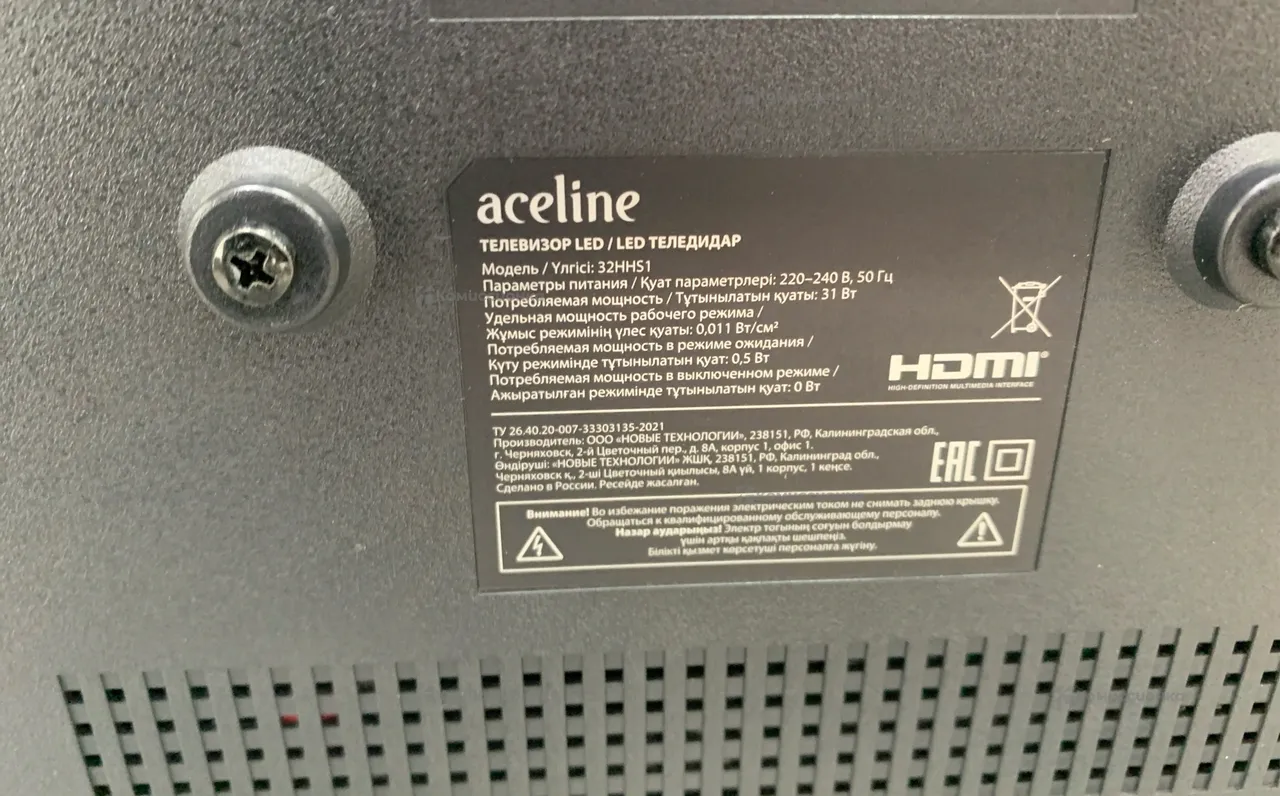 aceline
ТЕЛЕВИЗОР LED / LED ТЕЛЕДИДАР
Модель / Үлгісі: 32HHS1
Параметры питания / Қуат параметрлері: 220–240 В, 50 Гц
Потребляемая мощность / Тұтынылатын қуаты: 31 Вт
Удельная мощность рабочего режима /
Жұмыс режимінің үлес қуаты: 0,011 Вт/см²
Потребляемая мощность в режиме ожидания /
Күту режимінде тұтынылатын қуат: 0,5 Вт
Потребляемая мощность в выключенном режиме /
Ажыратылған режимінде тұтынылатын қуат: 0 Вт
HDMI®
HIGH-DEFINITION MULTIMEDIA INTERFACE
ТУ 26.40.20-007-33303135-2021
Производитель: ООО «НОВЫЕ ТЕХНОЛОГИИ», 238151, РФ, Калининградская обл.,
г. Черняховск, 2-й Цветочный пер., д. 8А, корпус 1, офис 1.
Өндіруші: «НОВЫЕ ТЕХНОЛОГИИ» ЖШҚ, 238151, РФ, Калининград обл.,
Черняховск қ., 2-ші Цветочный қиылысы, 8А үй, 1 корпус, 1 кеңсе.
Сделано в России. Ресейде жасалған.
EAC
Внимание! Во избежание поражения электрическим током не снимать заднюю крышку.
Обращаться к квалифицированному обслуживающему персоналу.
Назар аударыңыз! Электр тогының соғуын болдырмау
үшін артқы қақпақты шешпеңіз.
Білікті қызмет көрсетуші персоналға жүгіну.